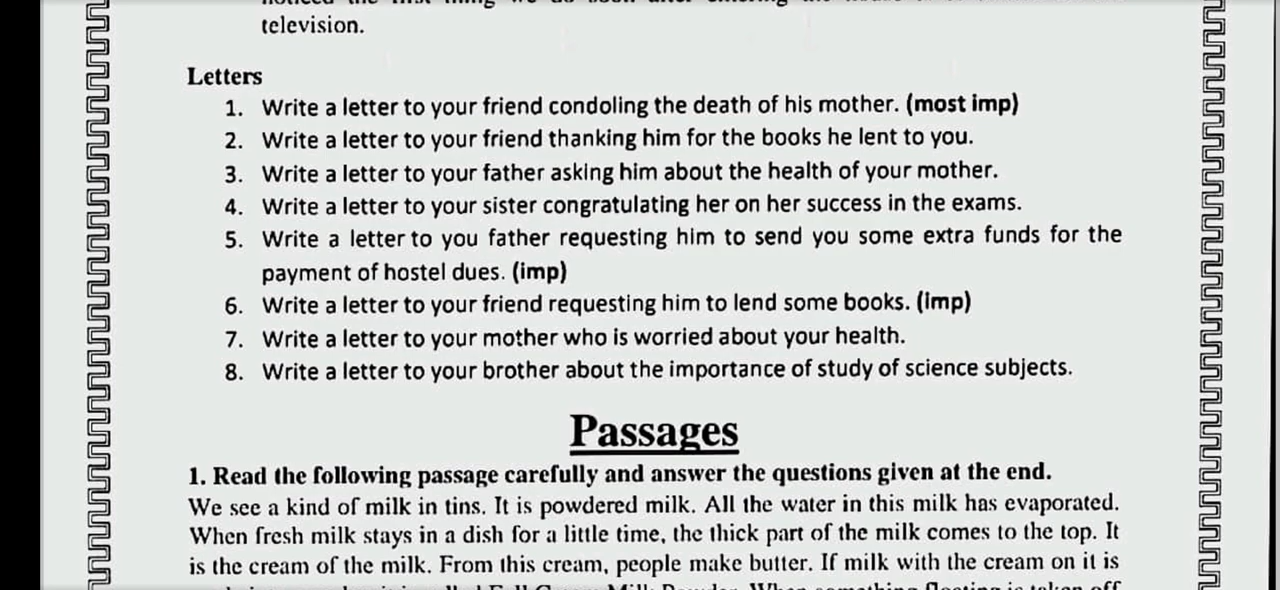 television.
Letters
1. Write a letter to your friend condoling the death of his mother. (most imp)
2. Write a letter to your friend thanking him for the books he lent to you.
3. Write a letter to your father asking him about the health of your mother.
4. Write a letter to your sister congratulating her on her success in the exams.
5. Write a letter to you father requesting him to send you some extra funds for the
payment of hostel dues. (imp)
6. Write a letter to your friend requesting him to lend some books. (imp)
7. Write a letter to your mother who is worried about your health.
8. Write a letter to your brother about the importance of study of science subjects.
Passages
1. Read the following passage carefully and answer the questions given at the end.
We see a kind of milk in tins. It is powdered milk. All the water in this milk has evaporated.
When fresh milk stays in a dish for a little time, the thick part of the milk comes to the top. It
is the cream of the milk. From this cream, people make butter. If milk with the cream on it is